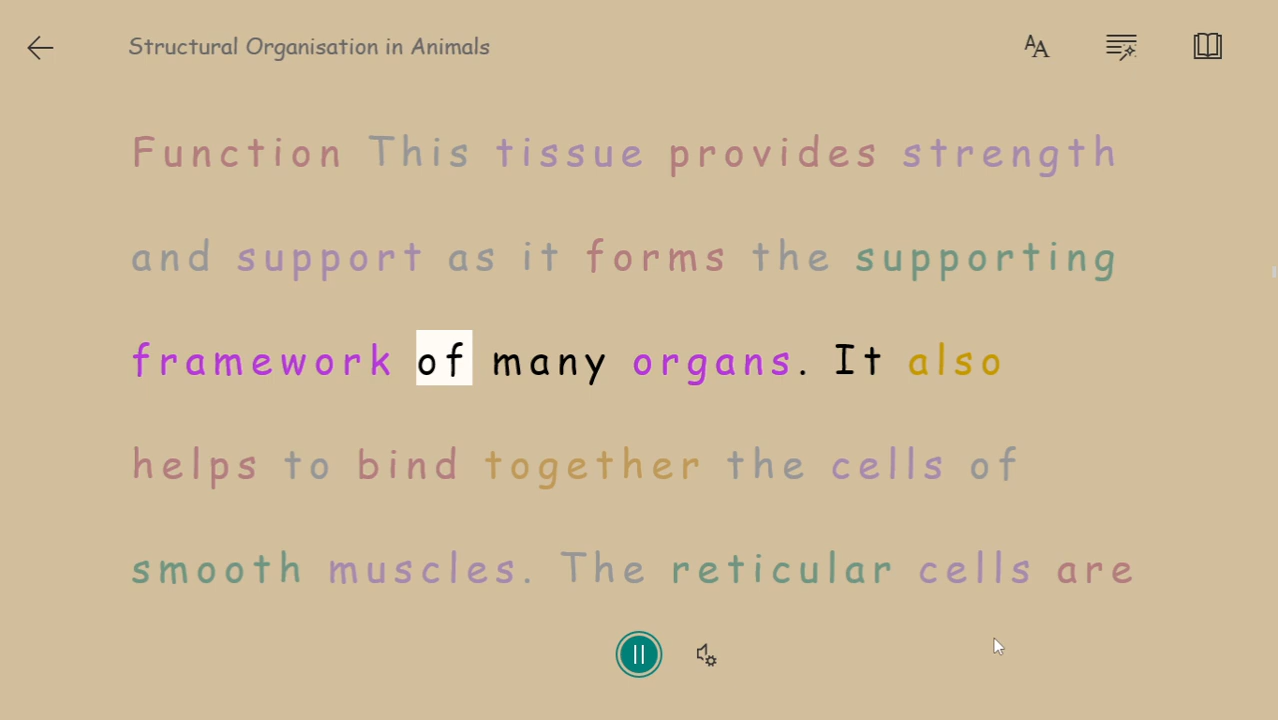 Structural Organisation in Animals
Function This tissue provides strength
and support as it forms the supporting
framework of many organs. It also
helps to bind together the cells of
smooth muscles. The reticular cells are